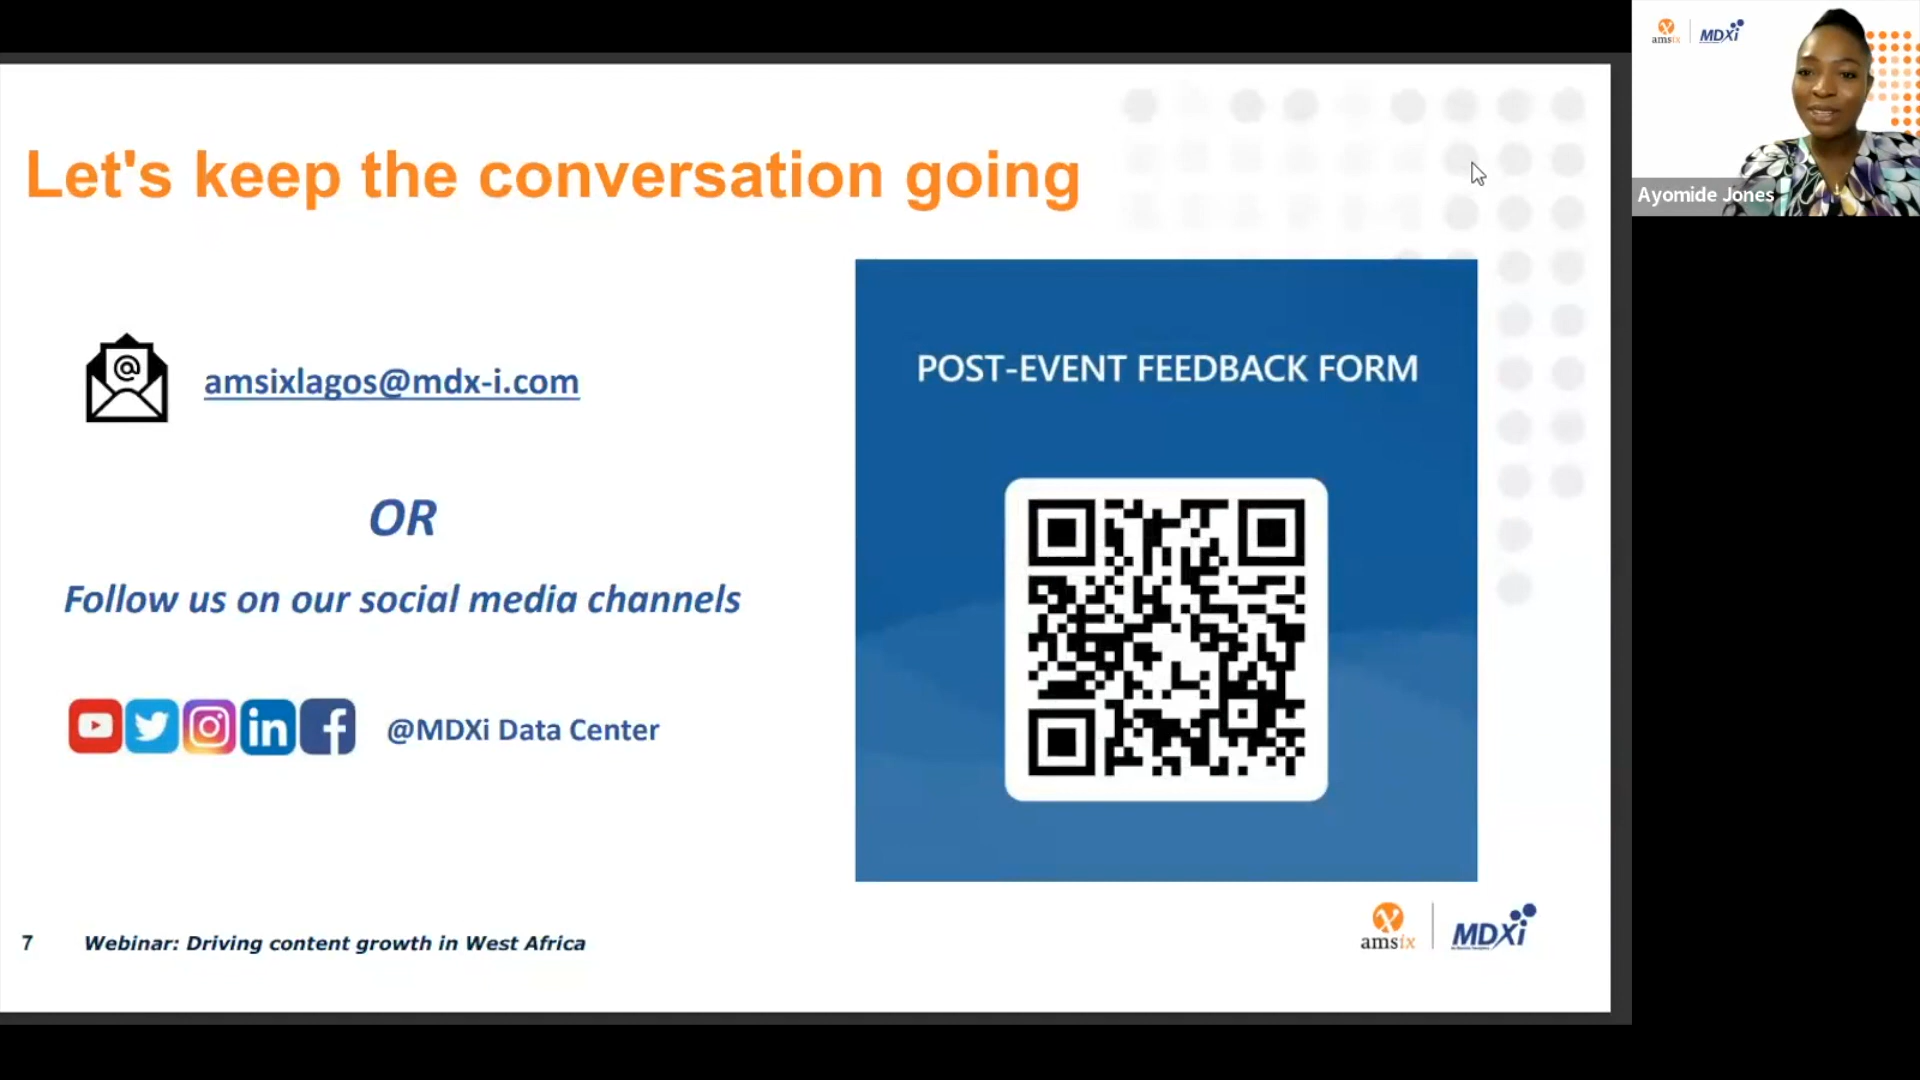 Let's keep the conversation going
amsixlagos@mdx-i.com
OR
Follow us on our social media channels
@MDXi Data Center
POST-EVENT FEEDBACK FORM
7 Webinar: Driving content growth in West Africa
amsix MDXi
amsix MDXi
Ayomide Jones